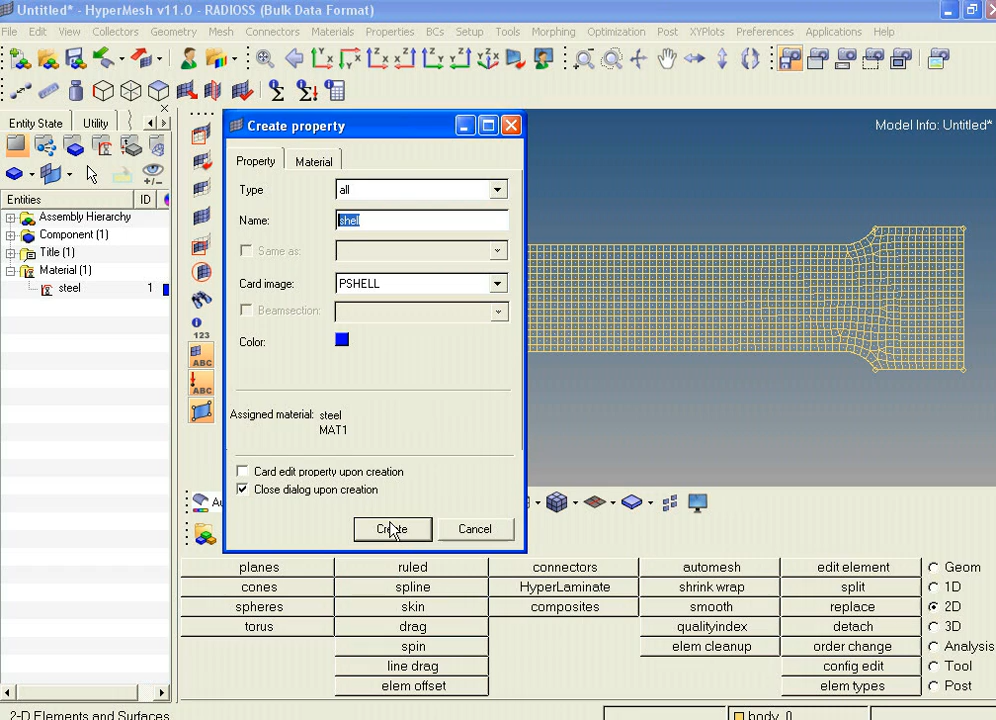 Untitled* - HyperMesh v11.0 - RADIOSS (Bulk Data Format)
File Edit View Collectors Geometry Mesh Connectors Materials Properties BCs Setup Tools Morphing Optimization Post XYPlots Preferences Applications Help
Entity State Utility
Entities ID
Assembly Hierarchy
Component (1)
Title (1)
Material (1)
steel 1
123
ABC
ABC
Model Info: Untitled*
Create property
Property Material
Type all
Name: shell
Same as:
Card image: PSHELL
Beamsection:
Color:
Assigned material: steel
MAT1
Card edit property upon creation
Close dialog upon creation
Create Cancel
planes ruled connectors automesh edit element Geom
cones spline HyperLaminate shrink wrap split 1D
spheres skin composites smooth replace 2D
torus drag qualityindex detach 3D
spin elem cleanup order change Analysis
line drag config edit Tool
elem offset elem types Post
2-D Elements and Surfaces
body_0